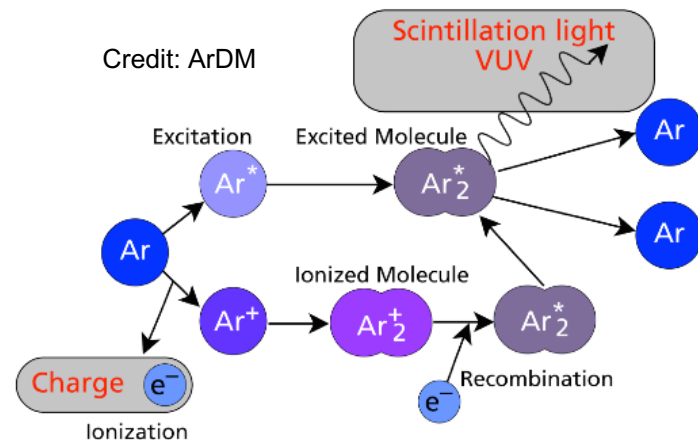 Scintillation light
VUV
Credit: ArDM
Excitation
Excited Molecule
Ar
Ar*
Ar₂*
Ar
Ar
Ionized Molecule
Ar⁺
Ar₂⁺
Ar₂*
Charge
e⁻
Recombination
e⁻
Ionization